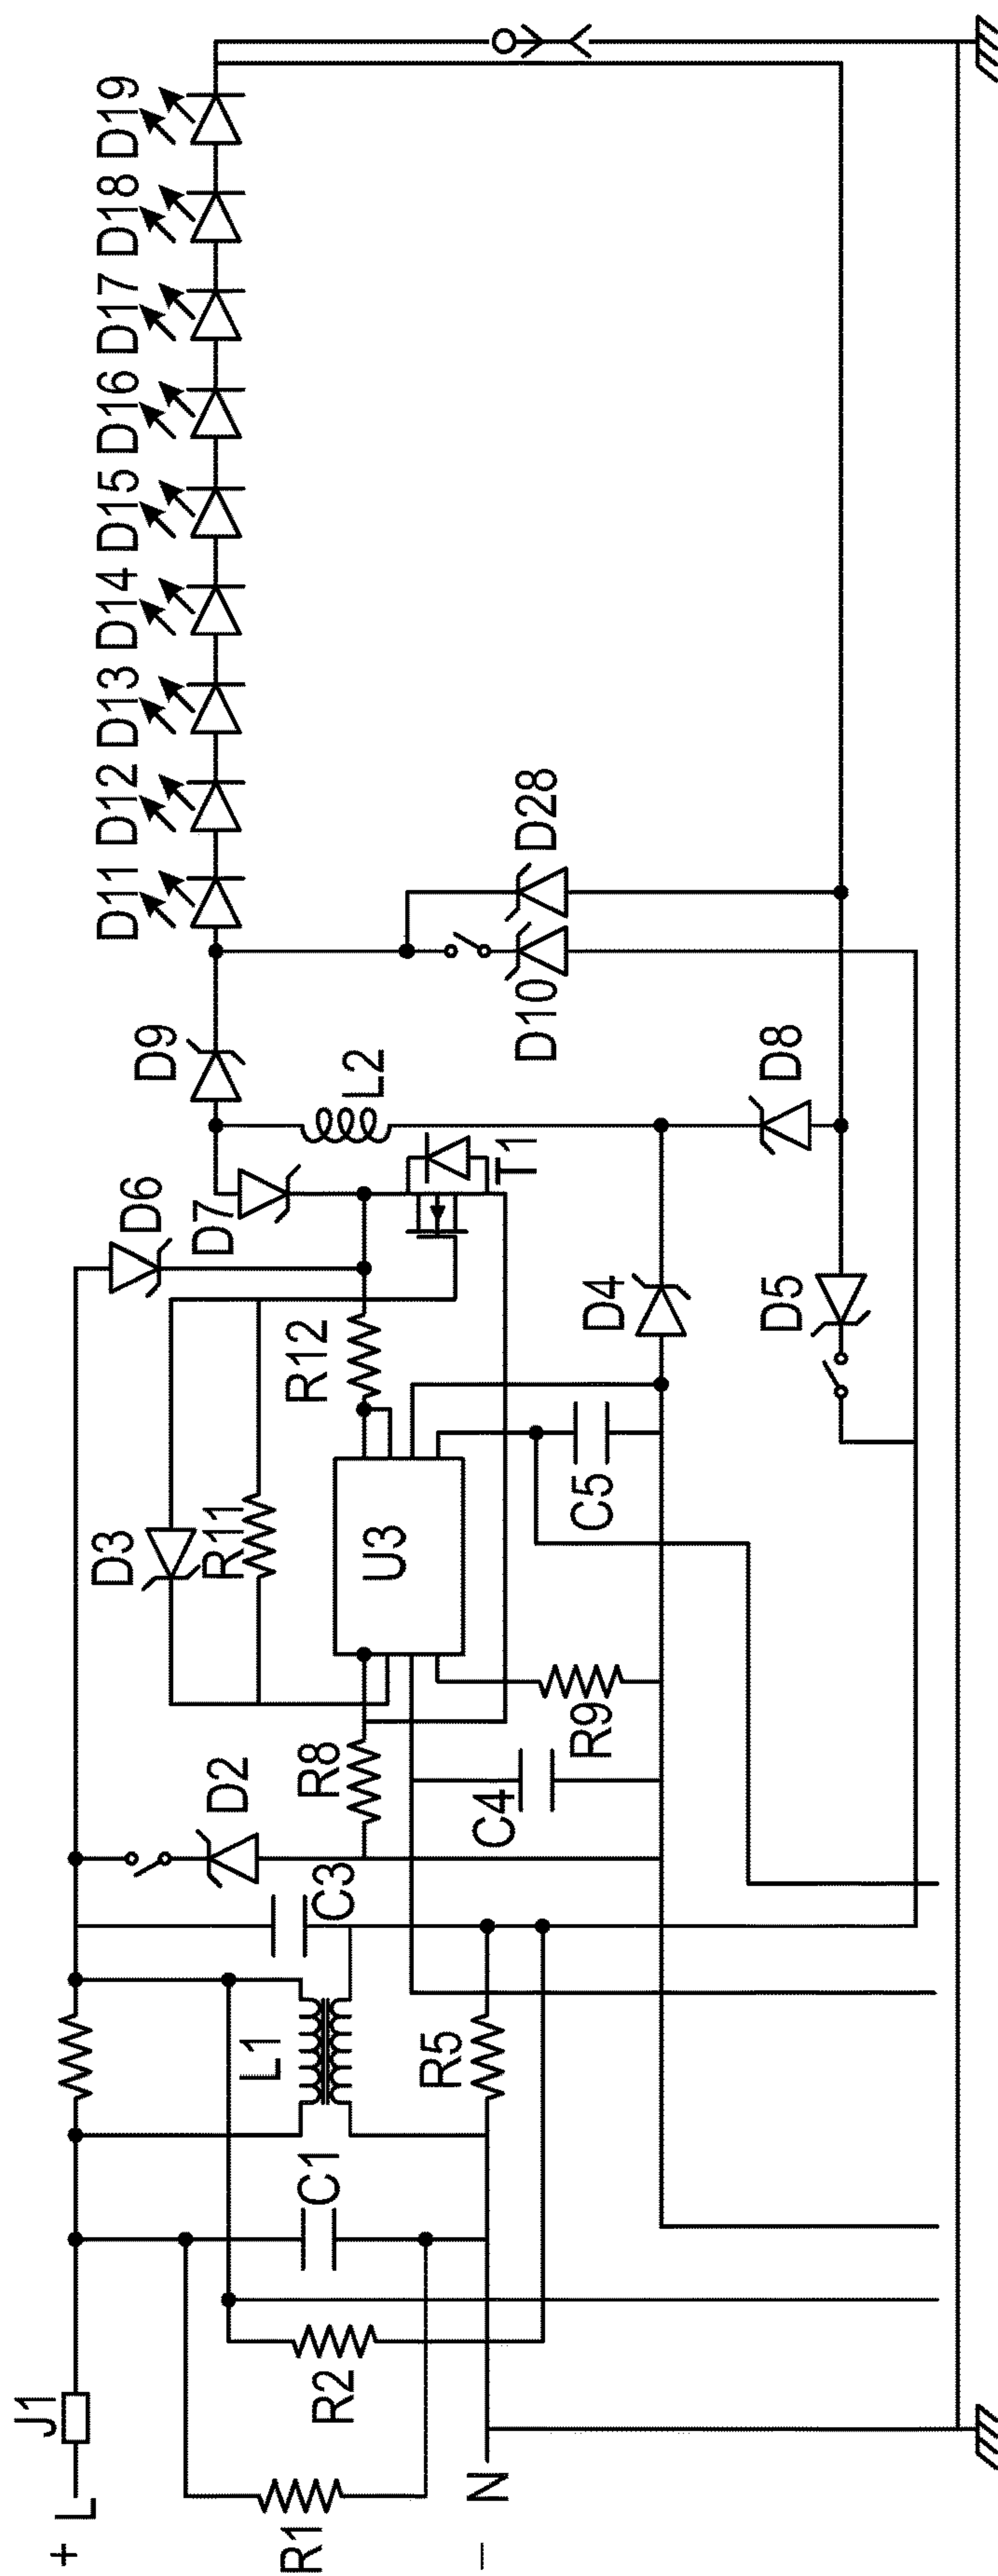 + L
J1
R1
R2
C1
N
−
L1
R5
C3
D2
R8
C4
R9
D3
R11
U3
C5
R12
D6
D7
T1
D4
D5
D9
L2
D8
D10
D28
D11
D12
D13
D14
D15
D16
D17
D18
D19